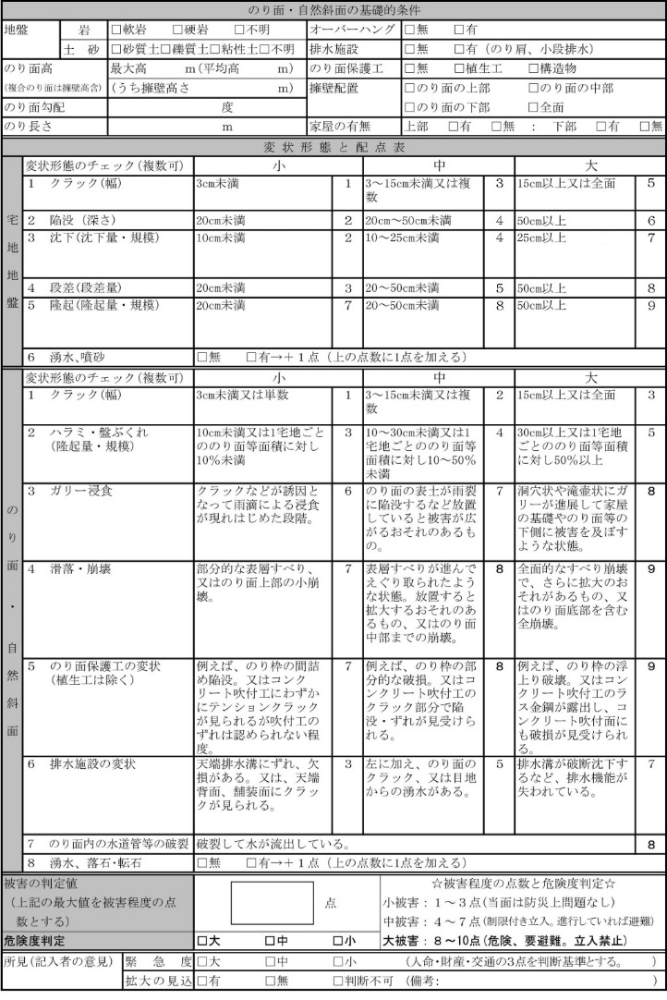 のり面・自然斜面の基礎的条件
地盤 岩 □軟岩 □硬岩 □不明 オーバーハング □無 □有
土 砂 □砂質土□礫質土□粘性土□不明 排水施設 □無 □有（のり肩、小段排水）
のり面高 最大高 m(平均高 m) のり面保護工 □無 □植生工 □構造物
(複合のり面は擁壁高含) (うち擁壁高さ m) 擁壁配置 □のり面の上部 □のり面の中部
のり面勾配 度 □のり面の下部 □全面
のり長さ m 家屋の有無 上部 □有 □無 : 下部 □有 □無
変状形態と配点表
宅地地盤
変状形態のチェック(複数可) 小 中 大
1 クラック(幅) 3cm未満 1 3～15cm未満又は複 3 15cm以上又は全面 5
数
2 陥没（深さ） 20cm未満 2 20cm～50cm未満 4 50cm以上 6
3 沈下(沈下量・規模) 10cm未満 2 10～25cm未満 4 25cm以上 7
4 段差(段差量) 20cm未満 3 20～50cm未満 5 50cm以上 8
5 隆起(隆起量・規模) 20cm未満 7 20～50cm未満 8 50cm以上 9
6 湧水、噴砂 □無 □有→＋１点（上の点数に1点を加える）
のり面・自然斜面
変状形態のチェック(複数可) 小 中 大
1 クラック(幅) 3cm未満又は単数 1 3～15cm未満又は複 2 15cm以上又は全面 3
数
2 ハラミ・盤ぶくれ 10cm未満又は1宅地ごと 3 10～30cm未満又は1 4 30cm以上又は1宅地 5
(隆起量・規模) ののり面等面積に対し 宅地ごとののり面等 ごとののり面等面積
10％未満 面積に対し10～50％ に対し50％以上
未満
3 ガリー浸食 クラックなどが誘因と 6 のり面の表土が雨裂 7 洞穴状や滝壷状にガ 8
なって雨滴による浸食 に陥没するなど放置 リーが進展して家屋
が現れはじめた段階。 していると被害が広 の基礎やのり面等の
がるおそれのあるも 下側に被害を及ぼす
の。 ような状態。
4 滑落・崩壊 部分的な表層すべり、 7 表層すべりが進んで 8 全面的なすべり崩壊 9
又はのり面上部の小崩 えぐり取られたよう で、さらに拡大のお
壊。 な状態。放置すると それがあるもの、又
拡大するおそれのあ はのり面底部を含む
るもの、又はのり面 全崩壊。
中部までの崩壊。
5 のり面保護工の変状 例えば、のり枠の間詰 7 例えば、のり枠の部 8 例えば、のり枠の浮 9
(植生工は除く) め陥没。又はコンク 分的な破損。又はコ 上り破壊。又はコン
リート吹付工にわずか ンクリート吹付工の クリート吹付工のラ
にテンションクラック クラック部分で陥 ス金鋼が露出し、コ
が見られるが吹付工の 没・ずれが見受けら ンクリート吹付面に
ずれは認められない程 れる。 も破損が見受けられ
度。 る。
6 排水施設の変状 天端排水溝にずれ、欠 3 左に加え、のり面の 5 排水溝が破断沈下す 7
損がある。又は、天端 クラック、又は目地 るなど、排水機能が
背面、舗装面にクラッ からの湧水がある。 失われている。
クが見られる。
7 のり面内の水道管等の破裂 破裂して水が流出している。 8
8 湧水、落石・転石 □無 □有→＋１点（上の点数に1点を加える）
被害の判定値 ☆被害程度の点数と危険度判定☆
（上記の最大値を被害程度の点 点 小被害：１～３点(当面は防災上問題なし)
数とする） 中被害：４～７点(制限付き立入。進行していれば避難)
危険度判定 □大 □中 □小 大被害：８～10点(危険、要避難。立入禁止)
所見(記入者の意見) 緊急度 □大 □中 □小 (人命・財産・交通の3点を判断基準とする。 )
拡大の見込 □有 □無 □判断不可 (備考: )